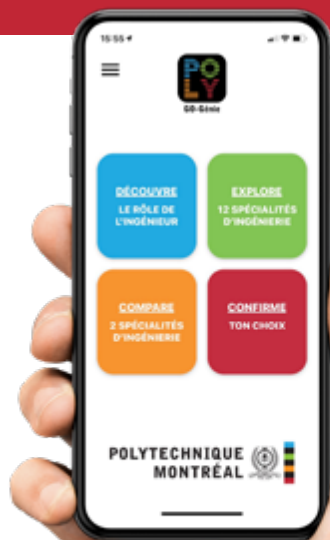 15:55
PO
LY
GO-Génie
DÉCOUVRE
LE RÔLE DE
L'INGÉNIEUR
EXPLORE
12 SPÉCIALITÉS
D'INGÉNIERIE
COMPARE
2 SPÉCIALITÉS
D'INGÉNIERIE
CONFIRME
TON CHOIX
POLYTECHNIQUE
MONTRÉAL